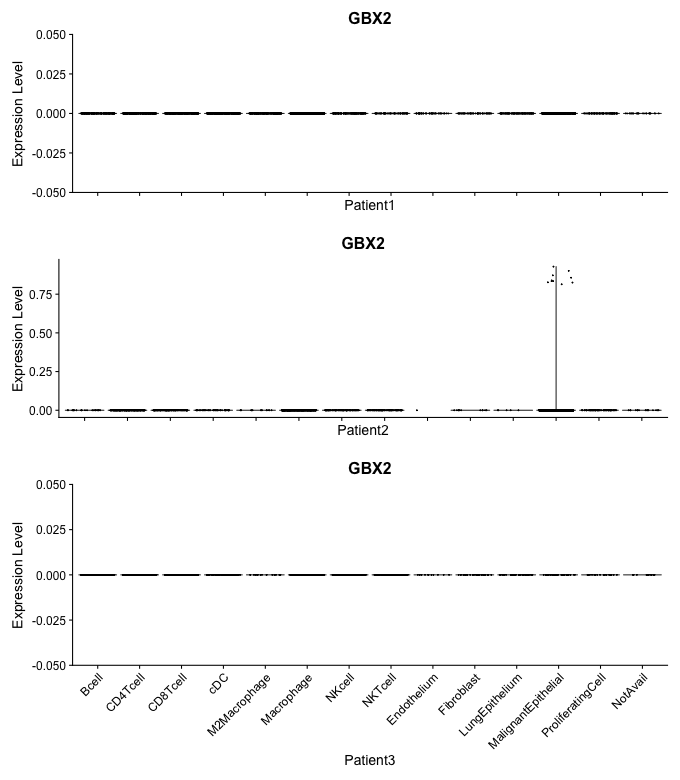 GBX2
Expression Level
0.050
0.025
0.000
-0.025
-0.050
Patient1
GBX2
Expression Level
0.75
0.50
0.25
0.00
Patient2
GBX2
Expression Level
0.050
0.025
0.000
-0.025
-0.050
Bcell
CD4Tcell
CD8Tcell
cDC
M2Macrophage
Macrophage
NKcell
NKTcell
Endothelium
Fibroblast
LungEpithelium
MalignantEpithelial
ProliferatingCell
NotAvail
Patient3